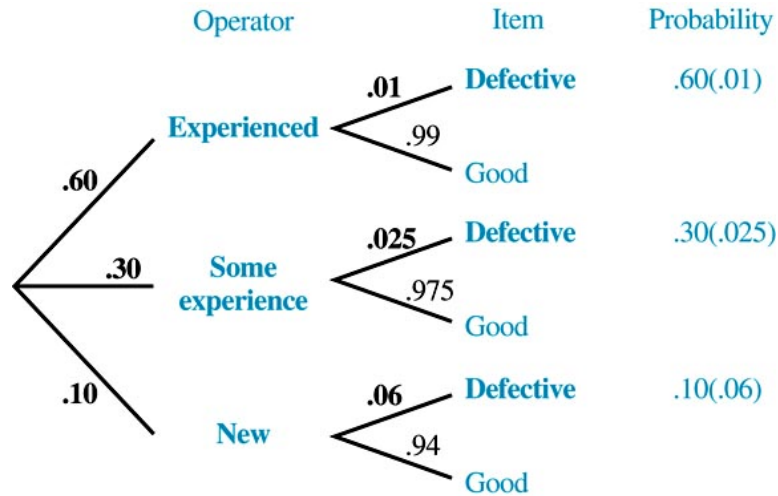 Operator Item Probability
.01 Defective .60(.01)
Experienced
.99
Good
.60
.025 Defective .30(.025)
.30 Some
experience
.975
Good
.10
.06 Defective .10(.06)
New
.94
Good